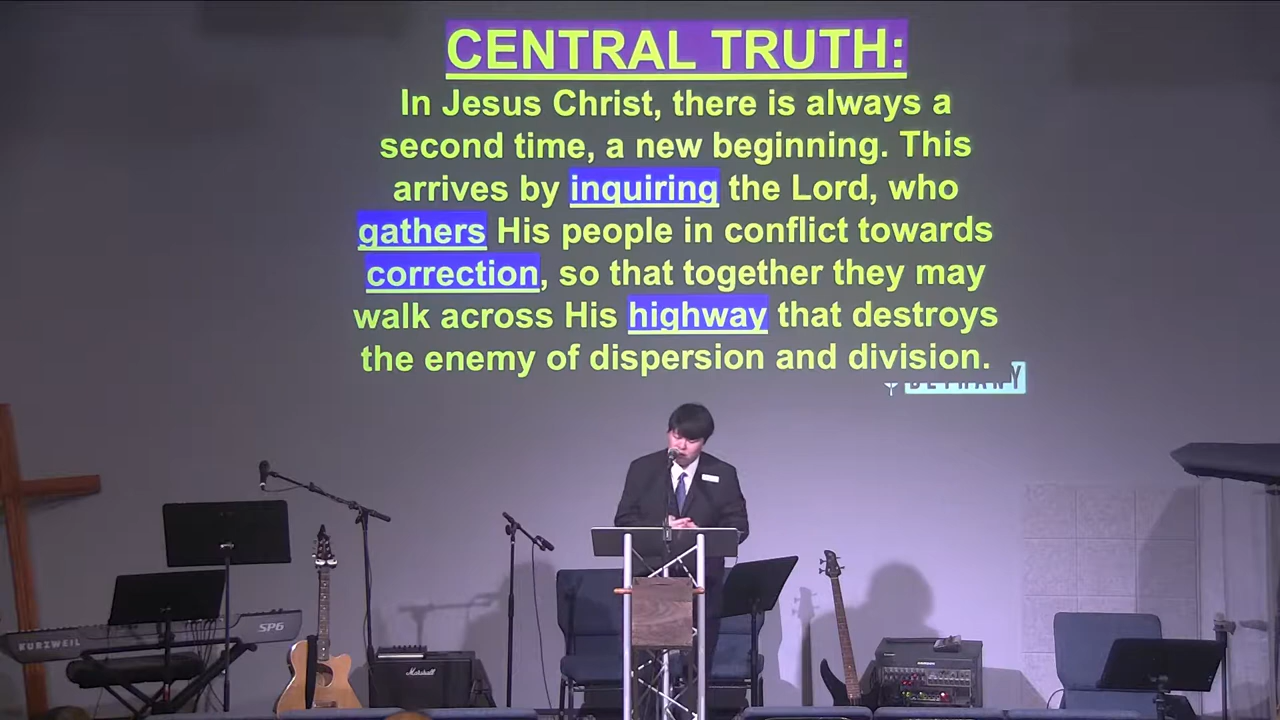 CENTRAL TRUTH:
In Jesus Christ, there is always a
second time, a new beginning. This
arrives by inquiring the Lord, who
gathers His people in conflict towards
correction, so that together they may
walk across His highway that destroys
the enemy of dispersion and division.
BETHANY
KURZWEIL
SP6
Marshall